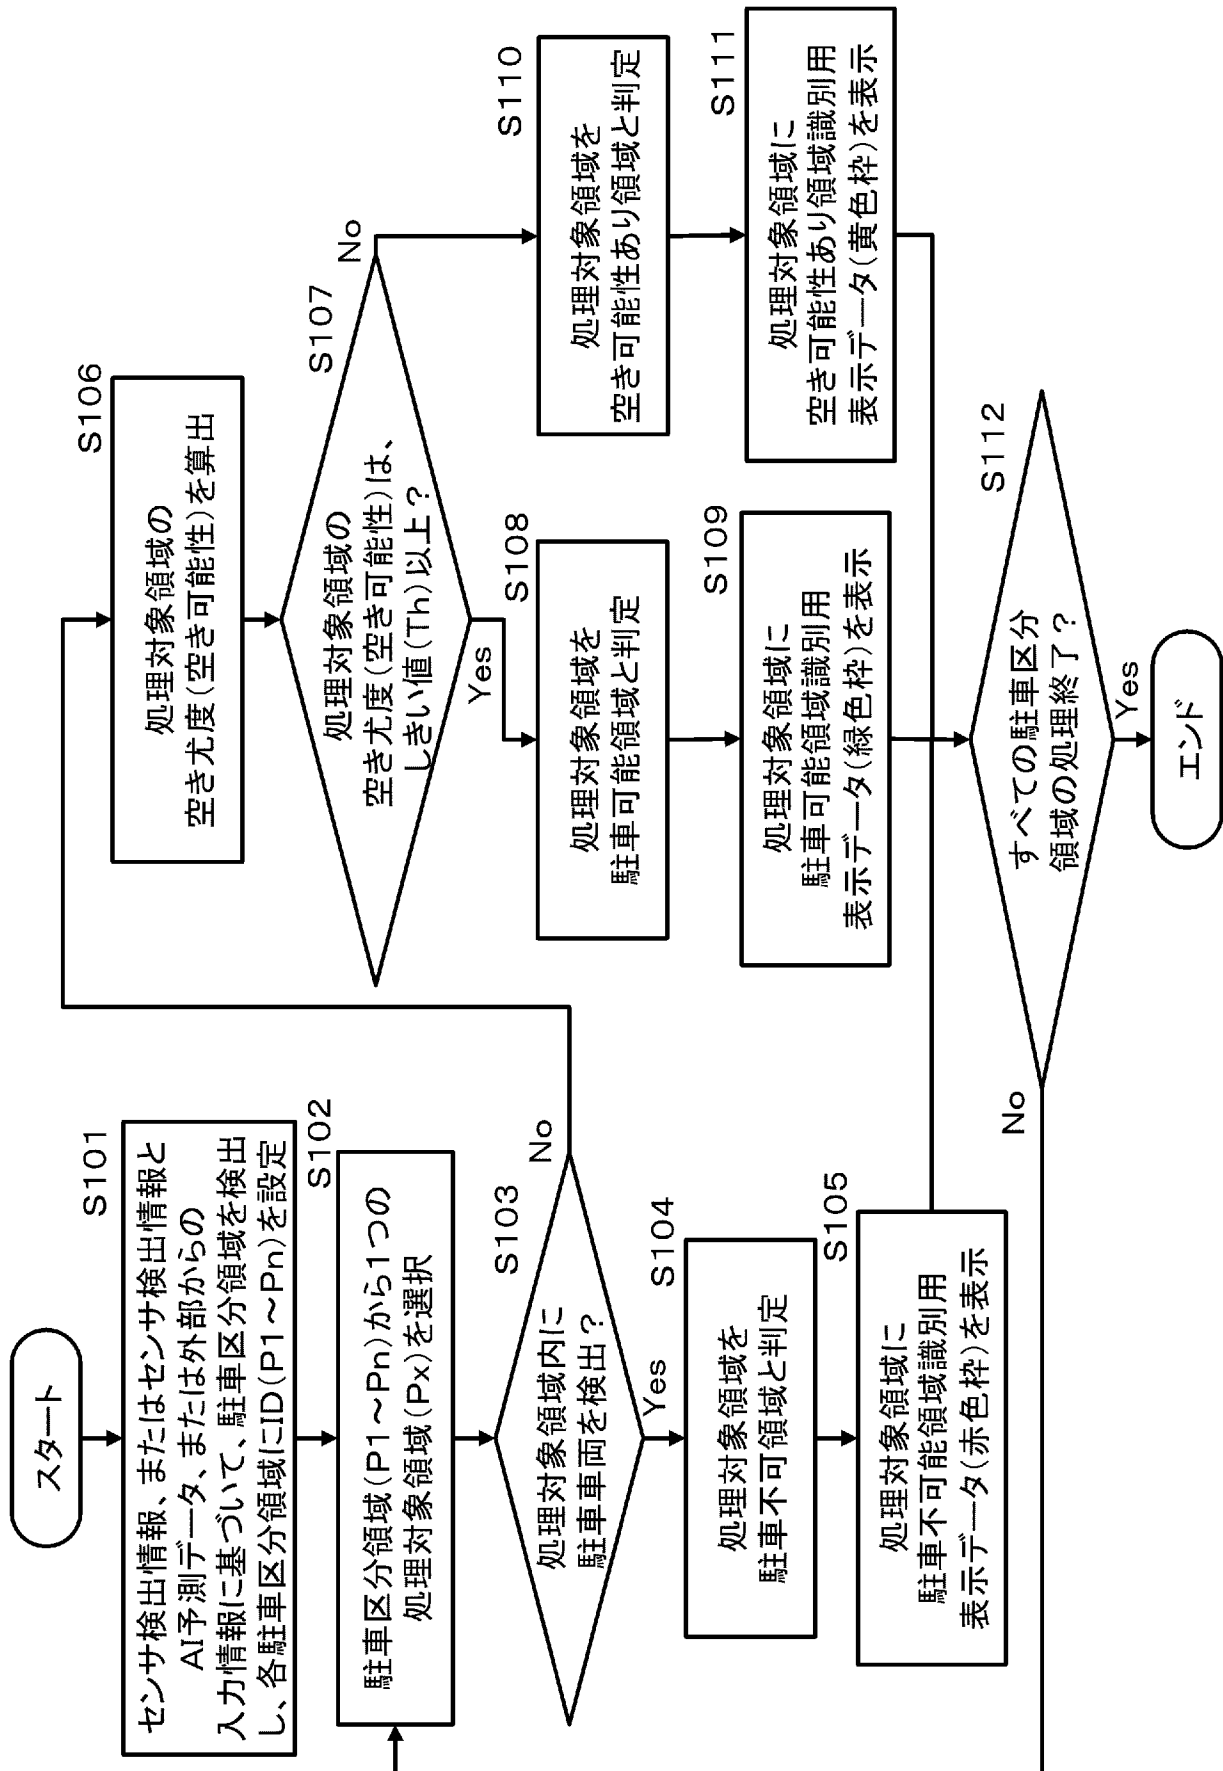 スタート
S101
センサ検出情報、またはセンサ検出情報と
AI予測データ、または外部からの
入力情報に基づいて、駐車区分領域を検出
し、各駐車区分領域にID(P1～Pn)を設定
S102
駐車区分領域(P1～Pn)から1つの
処理対象領域(Px)を選択
S103
処理対象領域内に
駐車車両を検出?
No
Yes
S104
処理対象領域を
駐車不可領域と判定
S105
処理対象領域に
駐車不可能領域識別用
表示データ(赤色枠)を表示
S106
処理対象領域の
空き尤度(空き可能性)を算出
S107
処理対象領域の
空き尤度(空き可能性)は、
しきい値(Th)以上?
No
Yes
S108
処理対象領域を
駐車可能領域と判定
S109
処理対象領域に
駐車可能領域識別用
表示データ(緑色枠)を表示
S110
処理対象領域を
空き可能性あり領域と判定
S111
処理対象領域に
空き可能性あり領域識別用
表示データ(黄色枠)を表示
S112
すべての駐車区分
領域の処理終了?
No
Yes
エンド